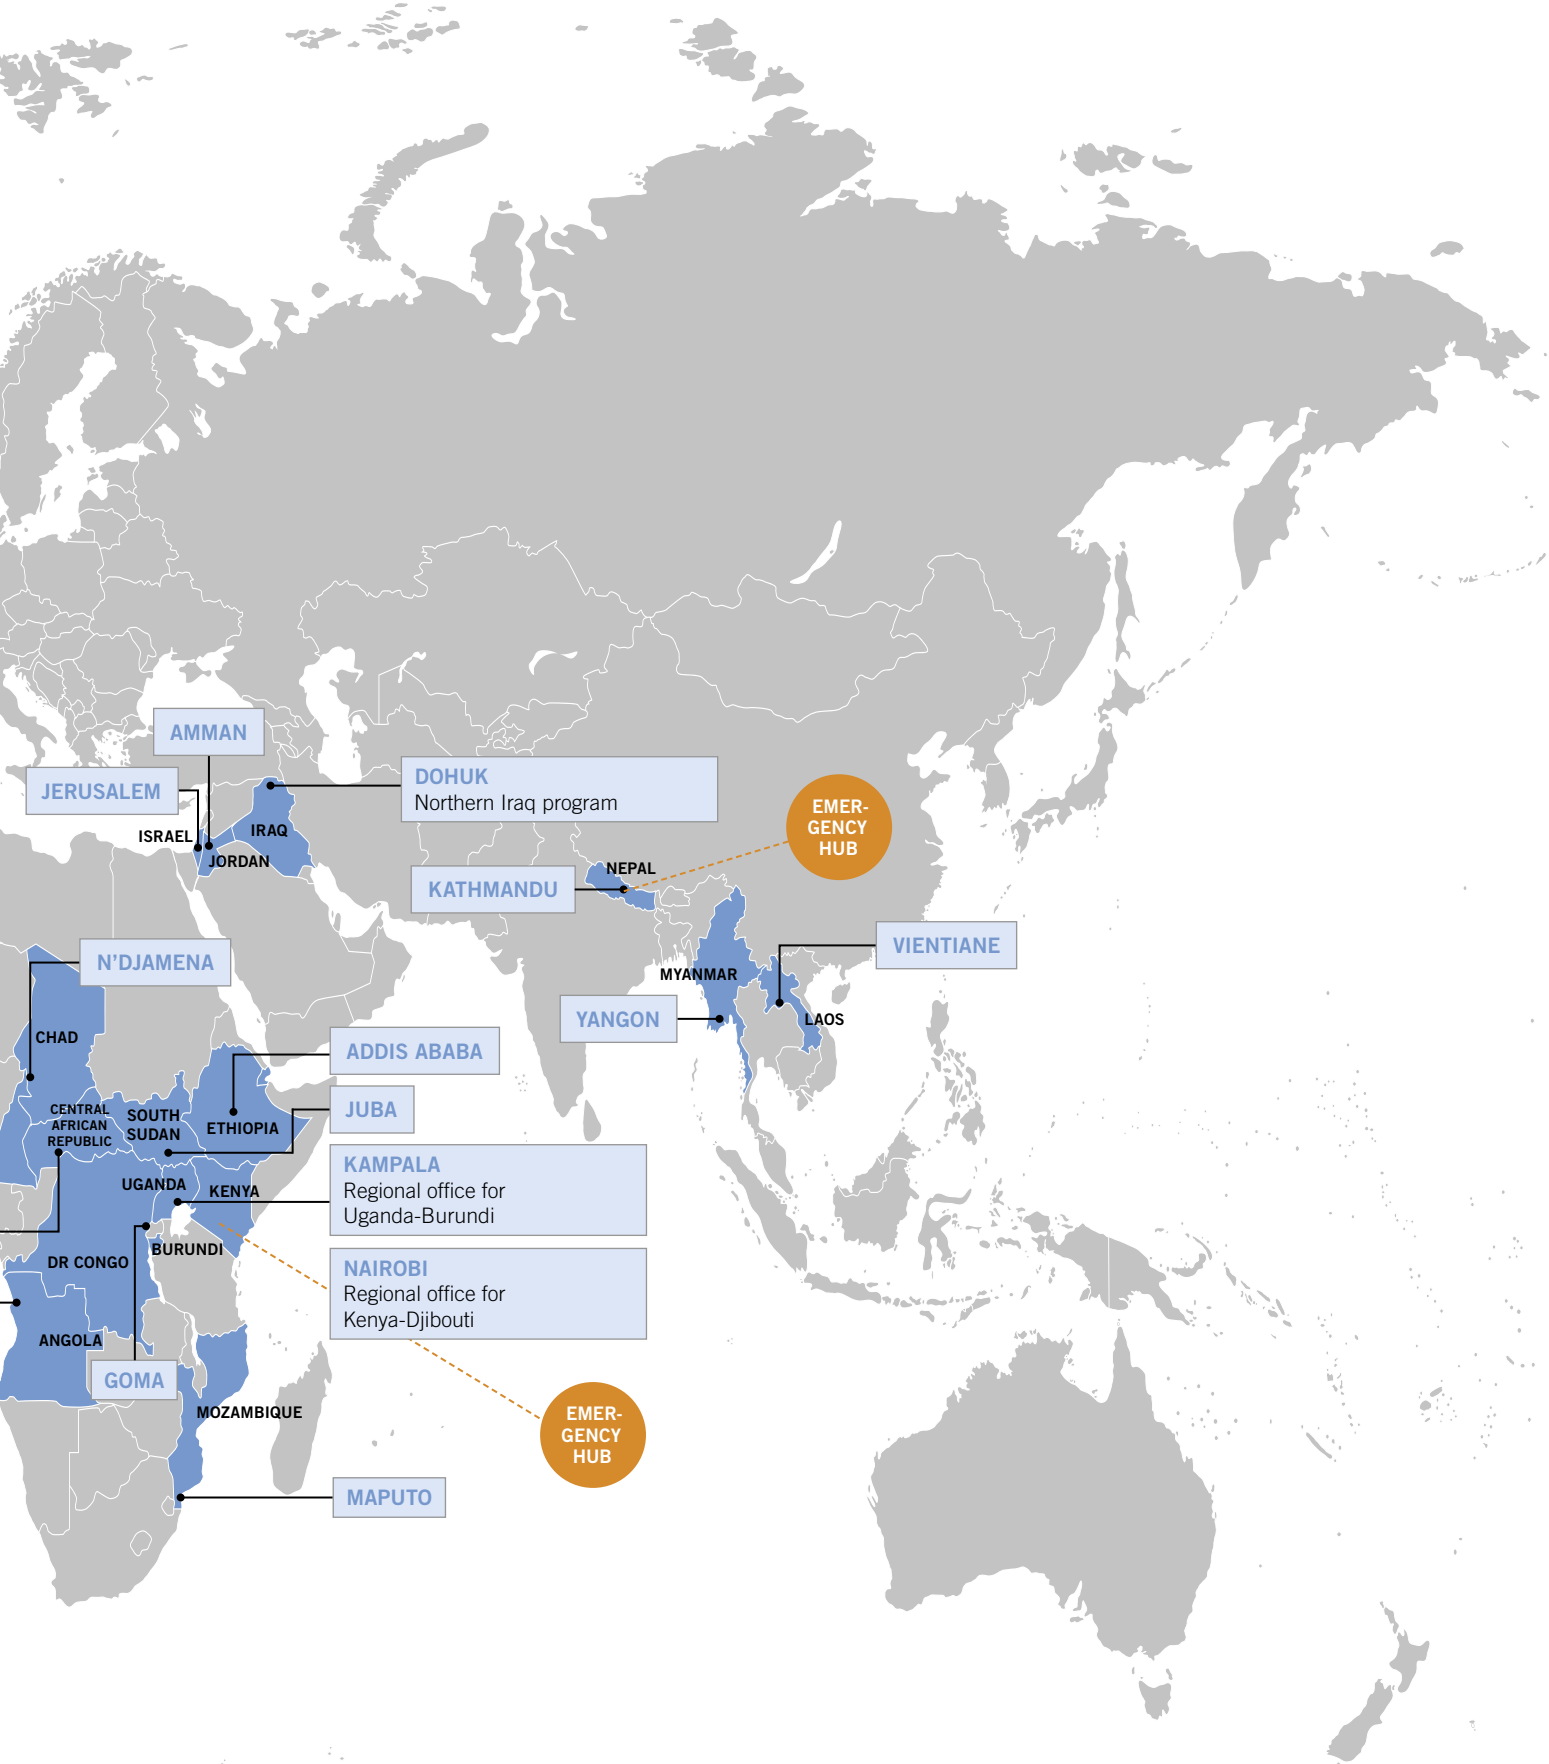 AMMAN
DOHUK
Northern Iraq program
JERUSALEM
EMER-
GENCY
HUB
ISRAEL
IRAQ
JORDAN
NEPAL
KATHMANDU
VIENTIANE
N’DJAMENA
MYANMAR
YANGON
LAOS
CHAD
ADDIS ABABA
JUBA
CENTRAL
AFRICAN
REPUBLIC
SOUTH
SUDAN
ETHIOPIA
KAMPALA
Regional office for
Uganda-Burundi
UGANDA
KENYA
BURUNDI
DR CONGO
NAIROBI
Regional office for
Kenya-Djibouti
ANGOLA
GOMA
MOZAMBIQUE
EMER-
GENCY
HUB
MAPUTO